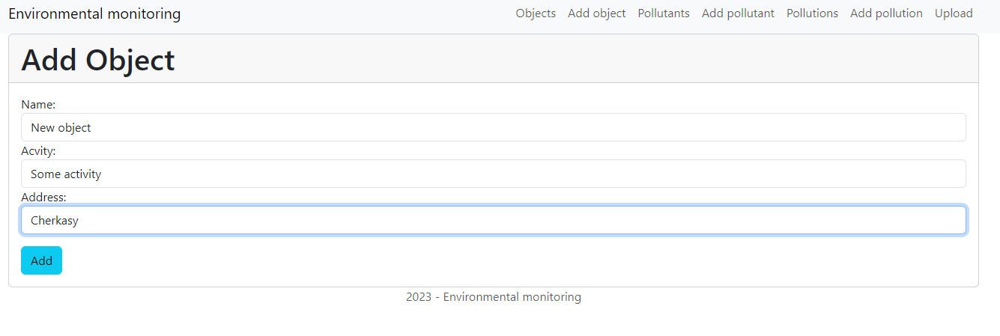 Environmental monitoring Objects Add object Pollutants Add pollutant Pollutions Add pollution Upload
Add Object
Name:
New object
Acvity:
Some activity
Address:
Cherkasy
Add
2023 - Environmental monitoring